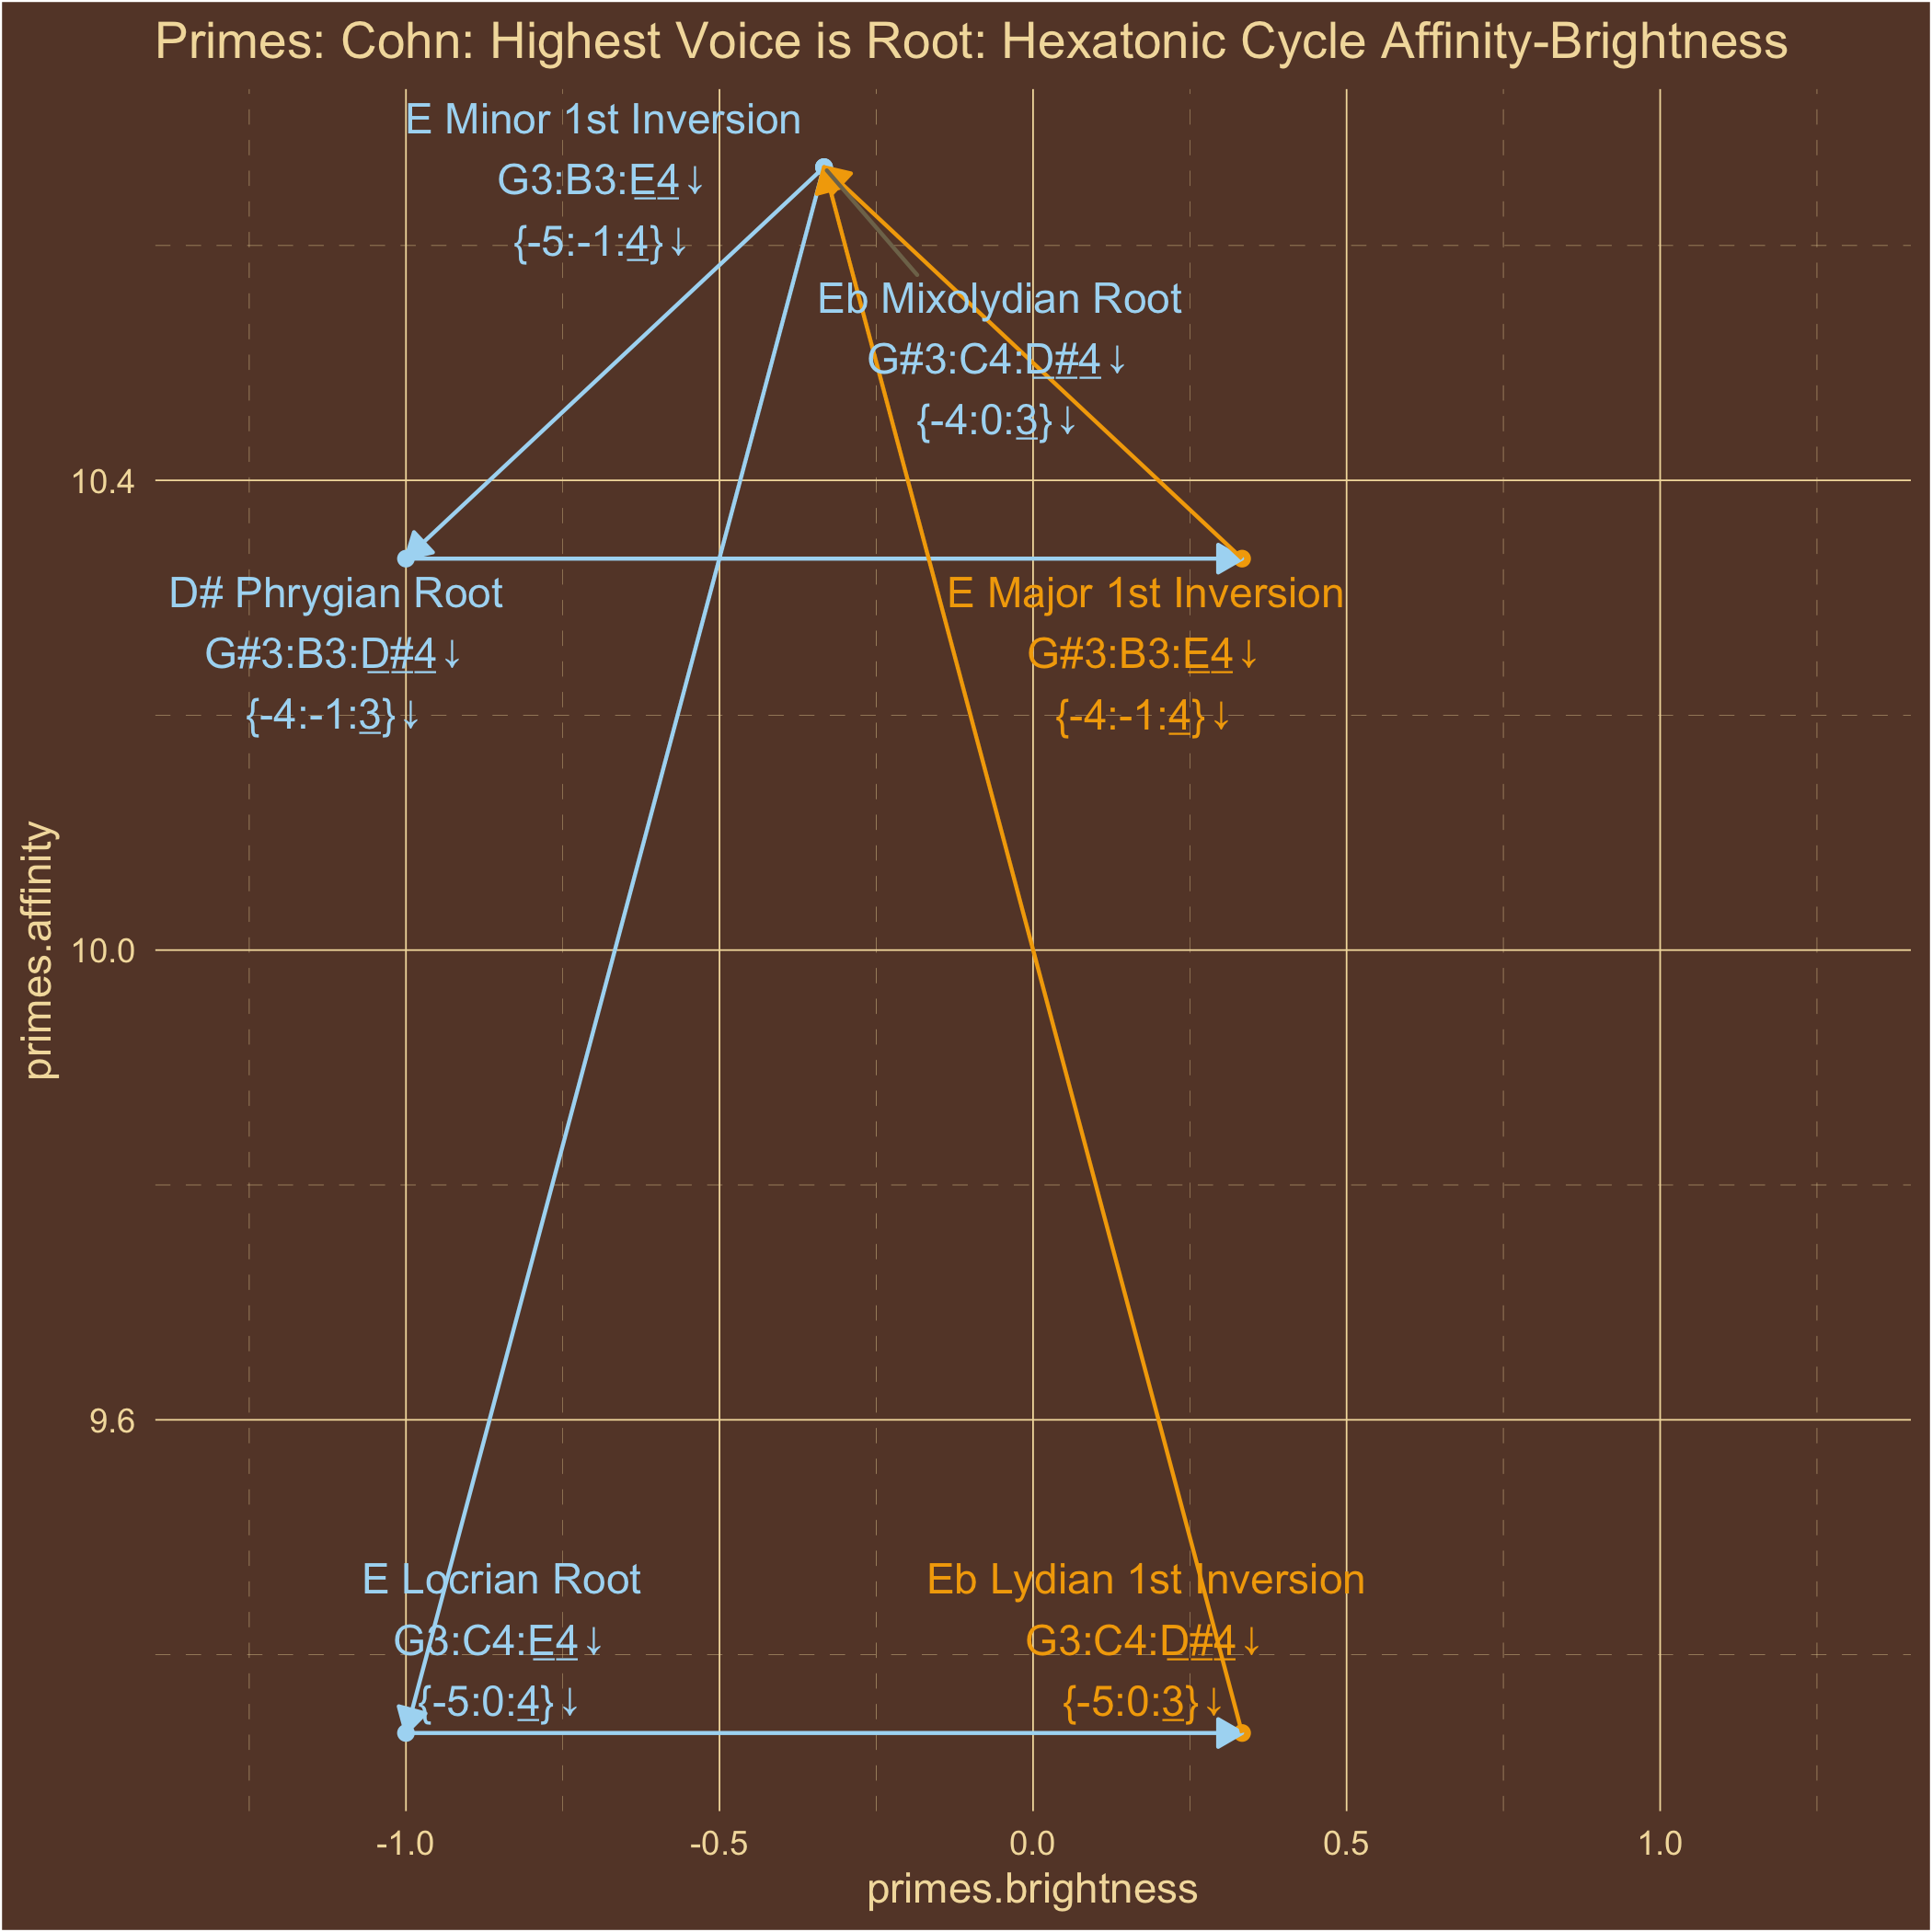 Primes: Cohn: Highest Voice is Root: Hexatonic Cycle Affinity-Brightness
E Minor 1st Inversion
G3:B3:E4↓
{-5:-1:4}↓
Eb Mixolydian Root
G#3:C4:D#4↓
{-4:0:3}↓
10.4
D# Phrygian Root
G#3:B3:D#4↓
{-4:-1:3}↓
E Major 1st Inversion
G#3:B3:E4↓
{-4:-1:4}↓
primes.affinity
10.0
9.6
E Locrian Root
G3:C4:E4↓
{-5:0:4}↓
Eb Lydian 1st Inversion
G3:C4:D#4↓
{-5:0:3}↓
-1.0
-0.5
0.0
0.5
1.0
primes.brightness